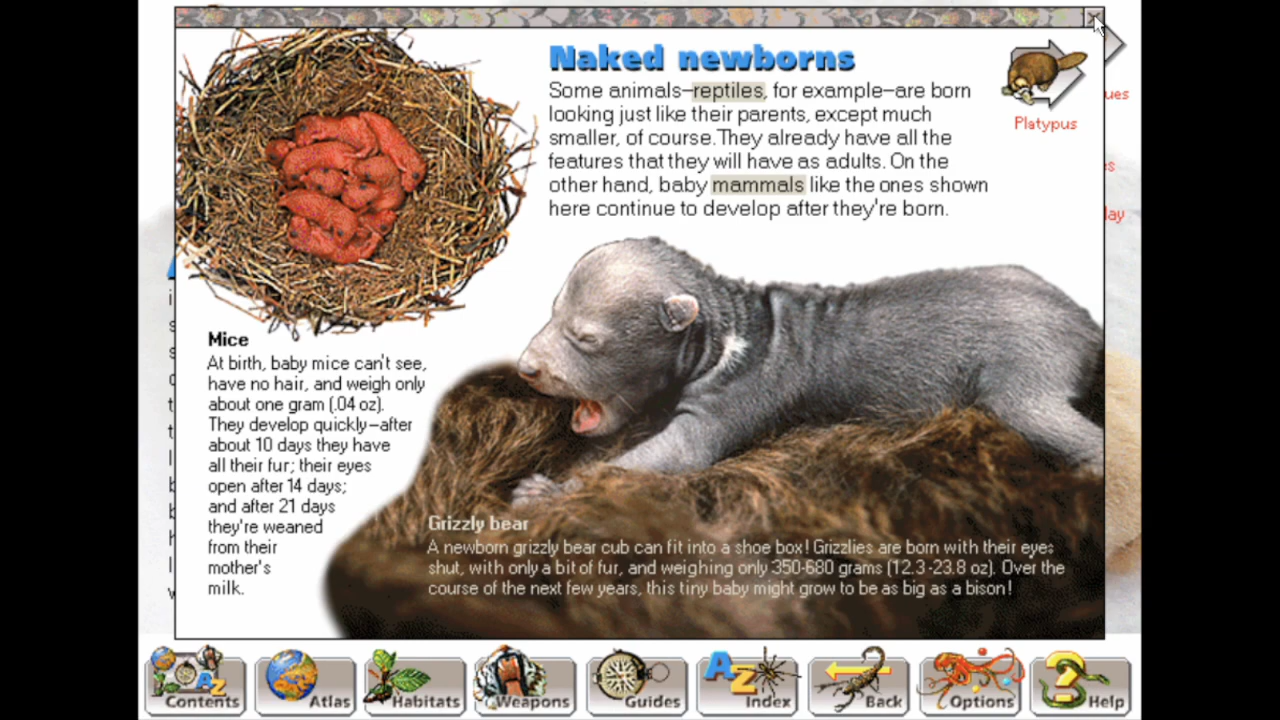 Naked newborns
Some animals–reptiles, for example–are born
looking just like their parents, except much
smaller, of course. They already have all the
features that they will have as adults. On the
other hand, baby mammals like the ones shown
here continue to develop after they're born.
Platypus
ues
s
lay
Mice
At birth, baby mice can't see,
have no hair, and weigh only
about one gram (.04 oz).
They develop quickly–after
about 10 days they have
all their fur; their eyes
open after 14 days;
and after 21 days
they're weaned
from their
mother's
milk.
Grizzly bear
A newborn grizzly bear cub can fit into a shoe box! Grizzlies are born with their eyes
shut, with only a bit of fur, and weighing only 350-680 grams (12.3-23.8 oz). Over the
course of the next few years, this tiny baby might grow to be as big as a bison!
Contents
Atlas
Habitats
Weapons
Guides
AZ
Index
Back
Options
?
Help